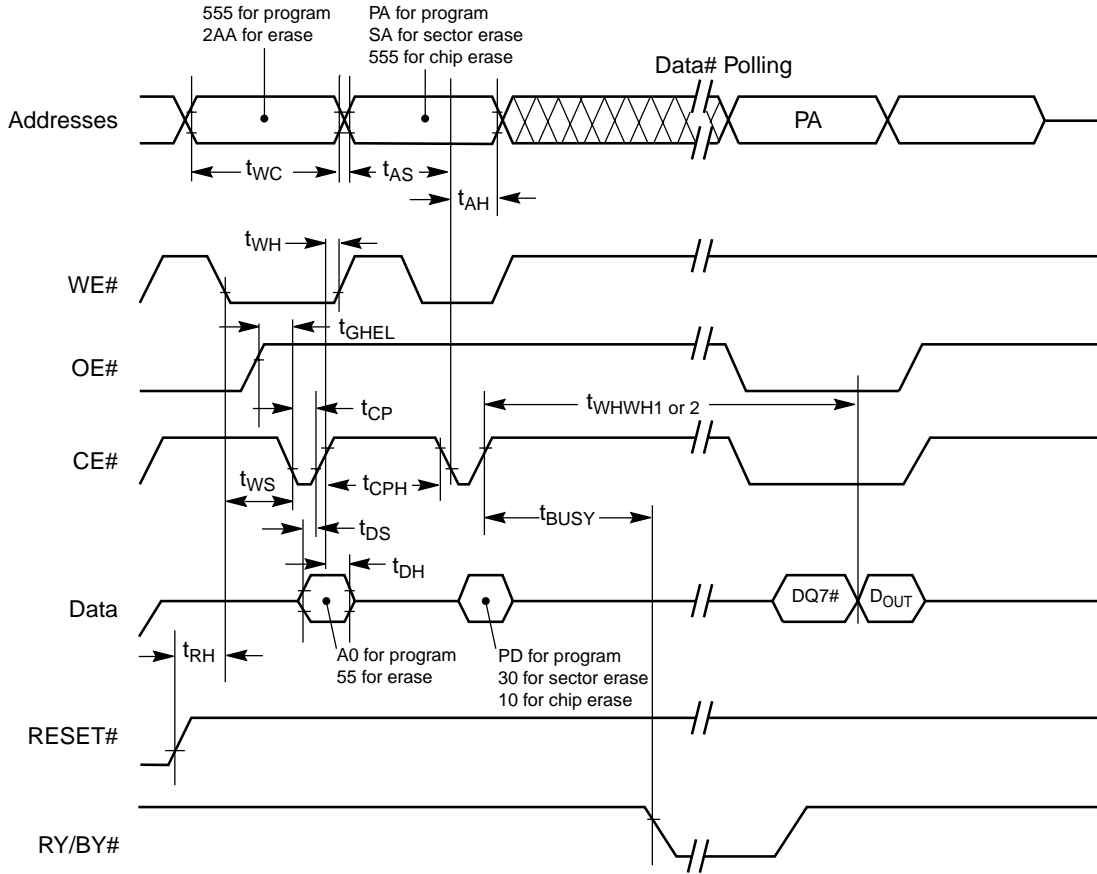 555 for program
2AA for erase
PA for program
SA for sector erase
555 for chip erase
Data# Polling
Addresses
PA
tWC
tAS
tAH
tWH
WE#
tGHEL
OE#
tWHWH1 or 2
tCP
CE#
tWS
tCPH
tBUSY
tDS
tDH
Data
DQ7#
DOUT
tRH
A0 for program
55 for erase
PD for program
30 for sector erase
10 for chip erase
RESET#
RY/BY#